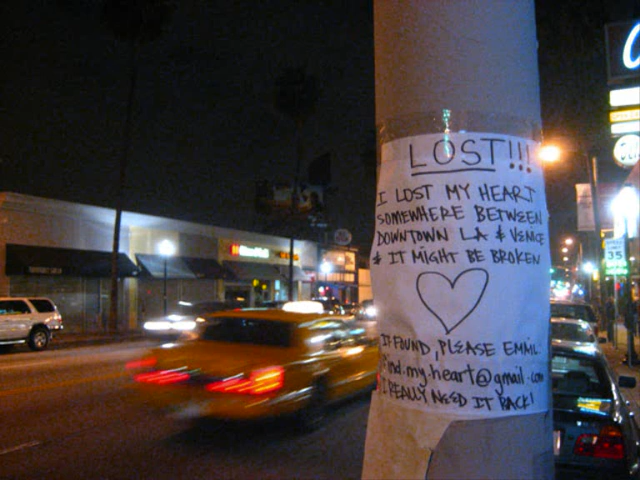 LOST!!!
I LOST MY HEART
SOMEWHERE BETWEEN
DOWNTOWN LA & VENICE
& IT MIGHT BE BROKEN
IF FOUND, PLEASE EMAIL
find.my.heart@gmail.com
I REALLY NEED IT BACK!
35